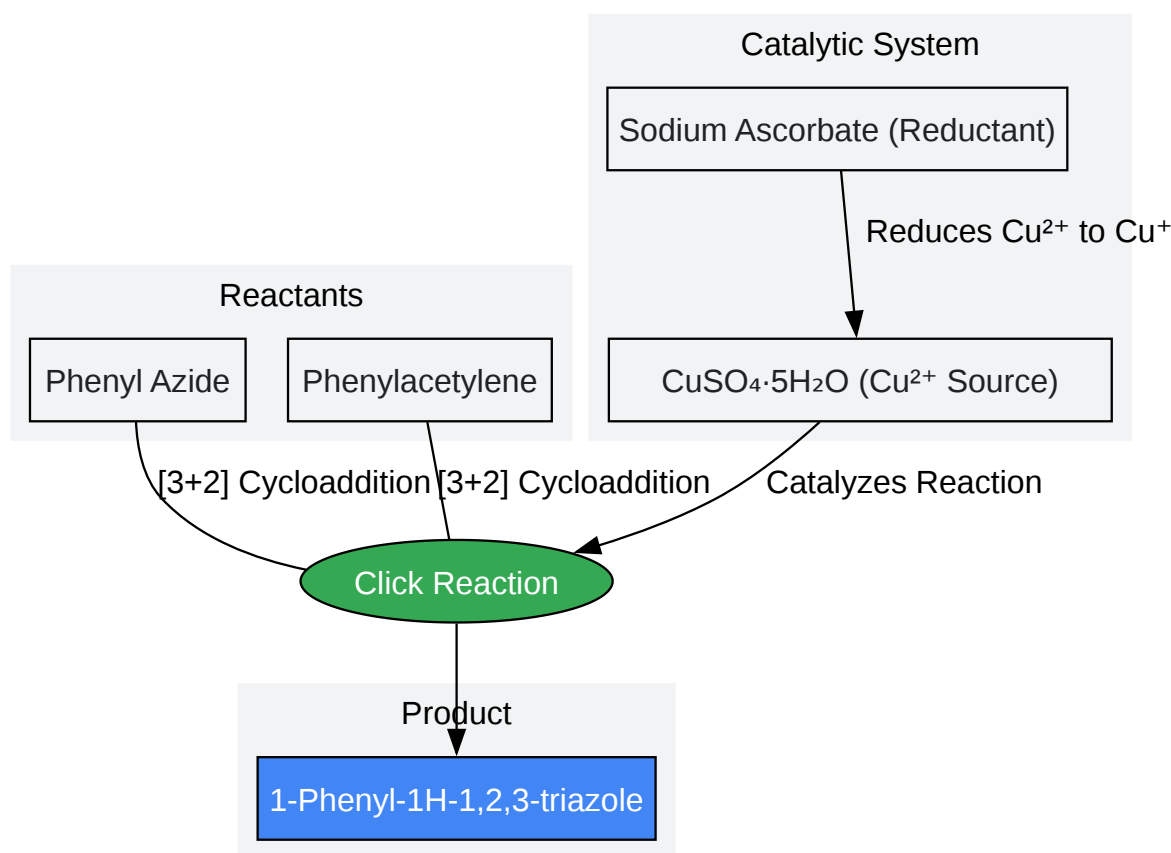 Catalytic System
Sodium Ascorbate (Reductant)
Reduces Cu²⁺ to Cu⁺
Reactants
Phenyl Azide
Phenylacetylene
CuSO₄·5H₂O (Cu²⁺ Source)
[3+2] Cycloaddition
[3+2] Cycloaddition
Catalyzes Reaction
Click Reaction
Product
1-Phenyl-1H-1,2,3-triazole